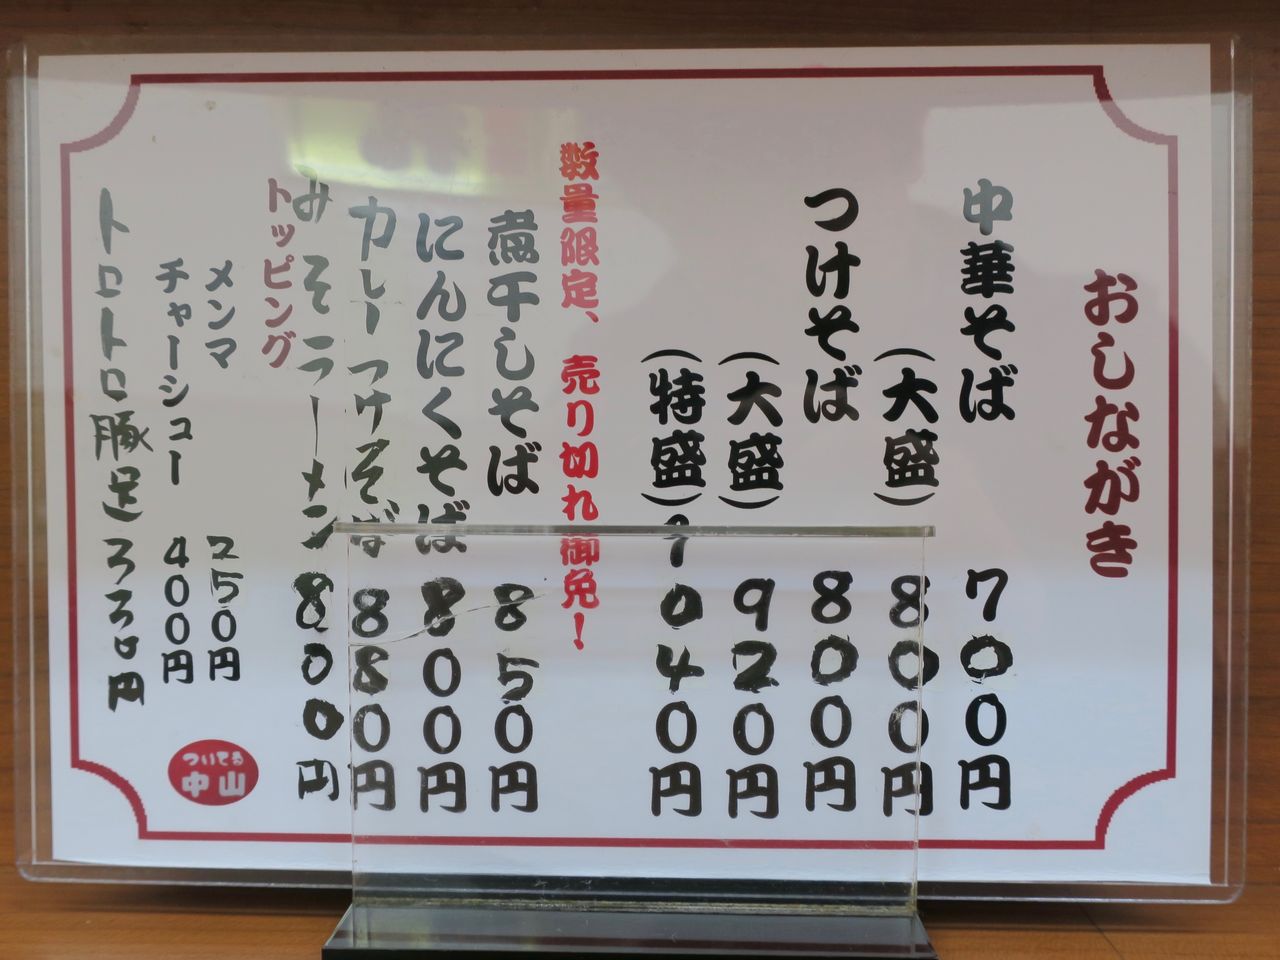 おしながき
中華そば 700円
(大盛) 800円
つけそば 800円
(大盛) 920円
(特盛) 1040円
数量限定、売り切れ御免!
煮干しそば 850円
にんにくそば 800円
カレーつけそば 880円
みそラーメン 800円
トッピング
メンマ 250円
チャーシュー 400円
トロトロ豚足 330円
ついてる
中山